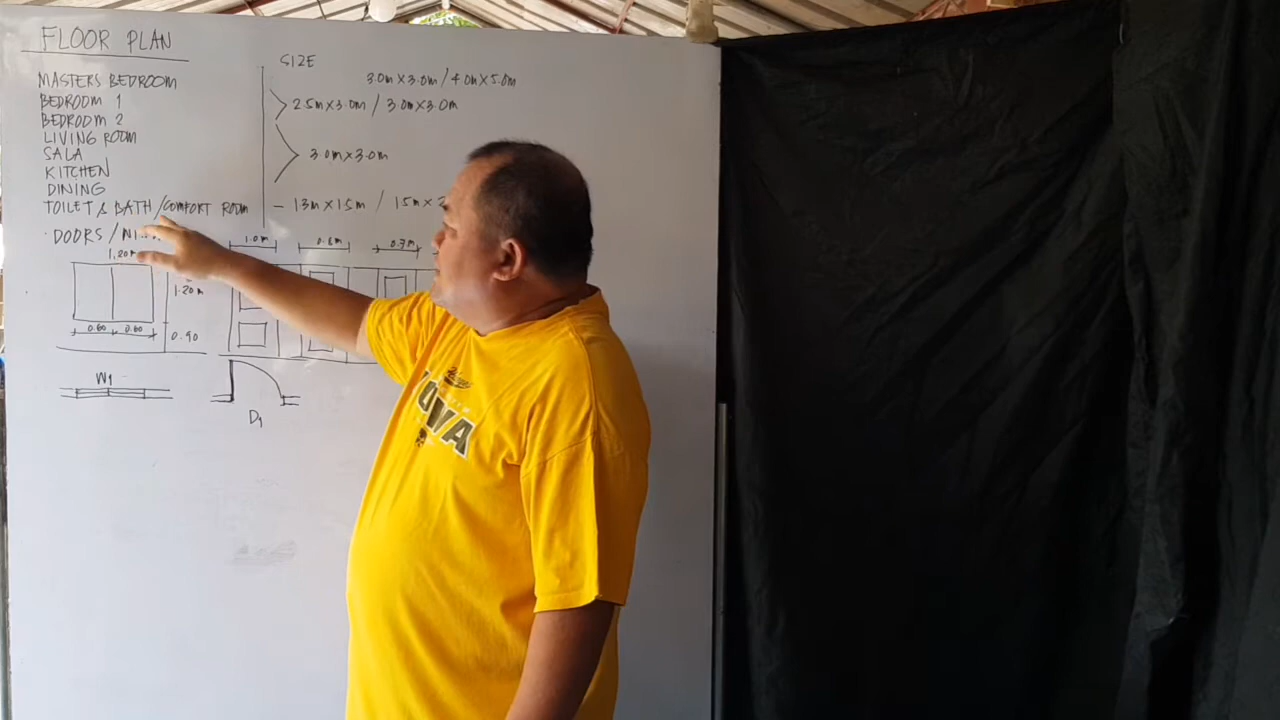 FLOOR PLAN
SIZE
MASTERS BEDROOM 3.0m x 3.0m / 4.0m x 5.0m
BEDROOM 1 2.5m x 3.0m / 3.0m x 3.0m
BEDROOM 2
LIVING ROOM
SALA 3.0m x 3.0m
KITCHEN
DINING
TOILET & BATH / COMFORT ROOM - 1.3m x 1.5m / 1.5m x
DOORS /
1.0m 0.8m 0.7m
1.20m
1.20m
0.60 0.60
0.90
W1
D1
IOWA